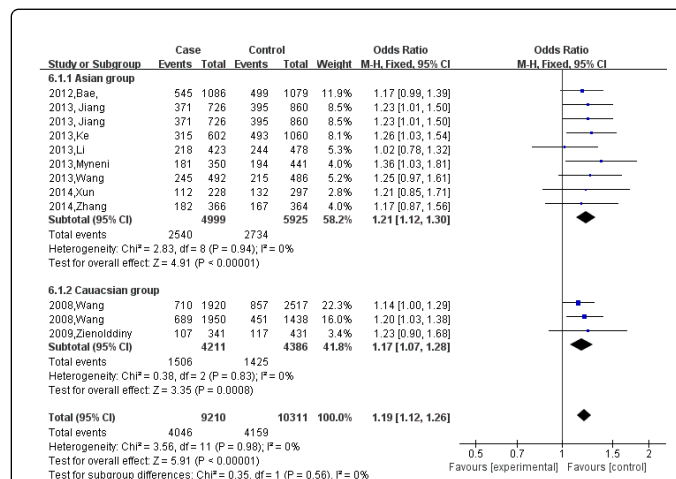 Case Control Odds Ratio Odds Ratio
Study or Subgroup Events Total Events Total Weight M-H, Fixed, 95% CI M-H, Fixed, 95% CI
6.1.1 Asian group
2012,Bae, 545 1086 499 1079 11.9% 1.17 [0.99, 1.39]
2013, Jiang 371 726 395 860 8.5% 1.23 [1.01, 1.50]
2013, Jiang 371 726 395 860 8.5% 1.23 [1.01, 1.50]
2013,Ke 315 602 493 1060 8.6% 1.26 [1.03, 1.54]
2013,Li 218 423 244 478 5.3% 1.02 [0.78, 1.32]
2013,Myneni 181 350 194 441 4.0% 1.36 [1.03, 1.81]
2013,Wang 245 492 215 486 5.2% 1.25 [0.97, 1.61]
2014,Xun 112 228 132 297 2.8% 1.21 [0.85, 1.71]
2014,Zhang 182 366 167 364 4.0% 1.17 [0.87, 1.56]
Subtotal (95% CI) 4999 5925 58.2% 1.21 [1.12, 1.30]
Total events 2540 2734
Heterogeneity: Chi² = 2.83, df = 8 (P = 0.94); I² = 0%
Test for overall effect: Z = 4.91 (P < 0.00001)
6.1.2 Cauacsian group
2008,Wang 710 1920 857 2517 22.3% 1.14 [1.00, 1.29]
2008,Wang 689 1950 451 1438 16.0% 1.20 [1.03, 1.38]
2009,Zienolddiny 107 341 117 431 3.4% 1.23 [0.90, 1.68]
Subtotal (95% CI) 4211 4386 41.8% 1.17 [1.07, 1.28]
Total events 1506 1425
Heterogeneity: Chi² = 0.38, df = 2 (P = 0.83); I² = 0%
Test for overall effect: Z = 3.35 (P = 0.0008)
Total (95% CI) 9210 10311 100.0% 1.19 [1.12, 1.26]
Total events 4046 4159
Heterogeneity: Chi² = 3.56, df = 11 (P = 0.98); I² = 0%
Test for overall effect: Z = 5.91 (P < 0.00001)
Test for subgroup differences: Chi² = 0.35, df = 1 (P = 0.56), I² = 0%
0.5 0.7 1 1.5 2
Favours [experimental] Favours [control]